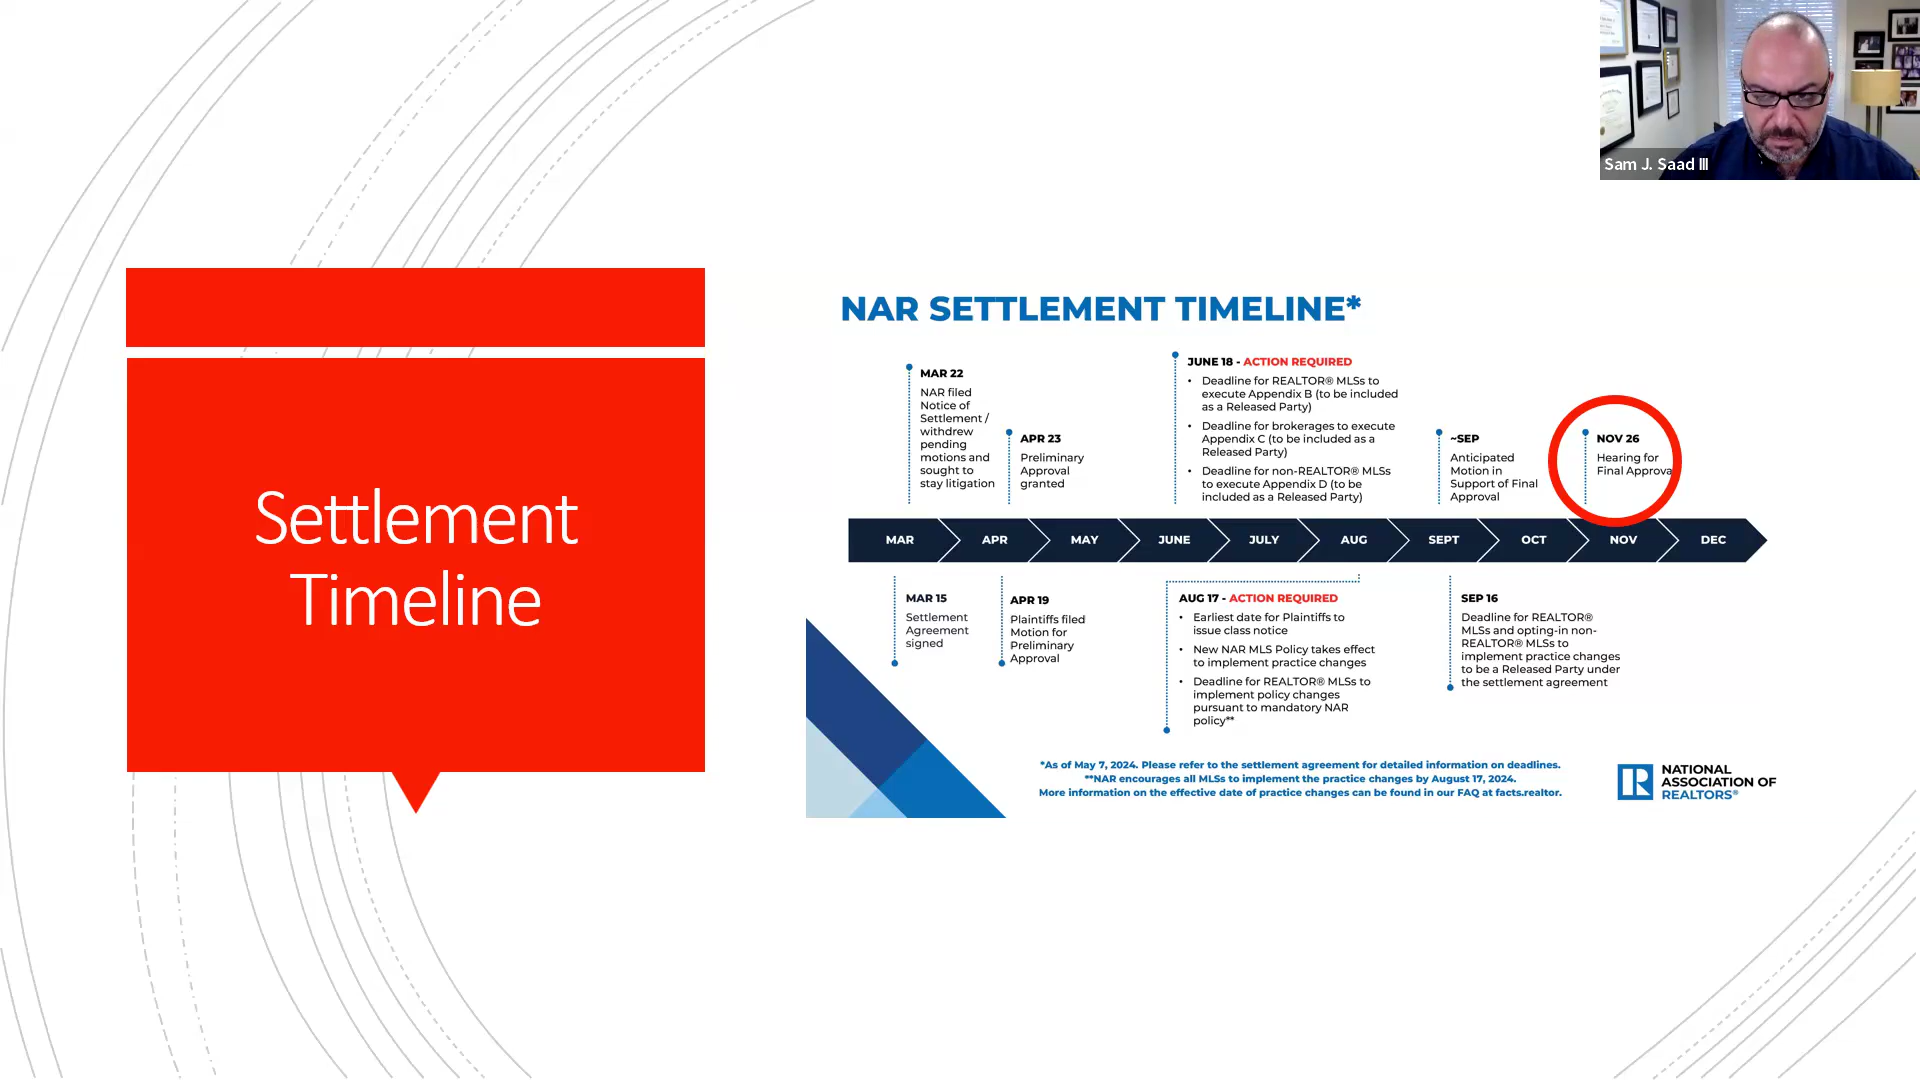 Sam J. Saad III
Settlement
Timeline
NAR SETTLEMENT TIMELINE*
MAR 22
NAR filed
Notice of
Settlement /
withdrew
pending
motions and
sought to
stay litigation
APR 23
Preliminary
Approval
granted
JUNE 18 - ACTION REQUIRED
• Deadline for REALTOR® MLSs to
execute Appendix B (to be included
as a Released Party)
• Deadline for brokerages to execute
Appendix C (to be included as a
Released Party)
• Deadline for non-REALTOR® MLSs
to execute Appendix D (to be
included as a Released Party)
~SEP
Anticipated
Motion in
Support of Final
Approval
NOV 26
Hearing for
Final Approva
MAR APR MAY JUNE JULY AUG SEPT OCT NOV DEC
MAR 15
Settlement
Agreement
signed
APR 19
Plaintiffs filed
Motion for
Preliminary
Approval
AUG 17 - ACTION REQUIRED
• Earliest date for Plaintiffs to
issue class notice
• New NAR MLS Policy takes effect
to implement practice changes
• Deadline for REALTOR® MLSs to
implement policy changes
pursuant to mandatory NAR
policy**
SEP 16
Deadline for REALTOR®
MLSs and opting-in non-
REALTOR® MLSs to
implement practice changes
to be a Released Party under
the settlement agreement
*As of May 7, 2024. Please refer to the settlement agreement for detailed information on deadlines.
**NAR encourages all MLSs to implement the practice changes by August 17, 2024.
More information on the effective date of practice changes can be found in our FAQ at facts.realtor.
NATIONAL
ASSOCIATION OF
REALTORS®